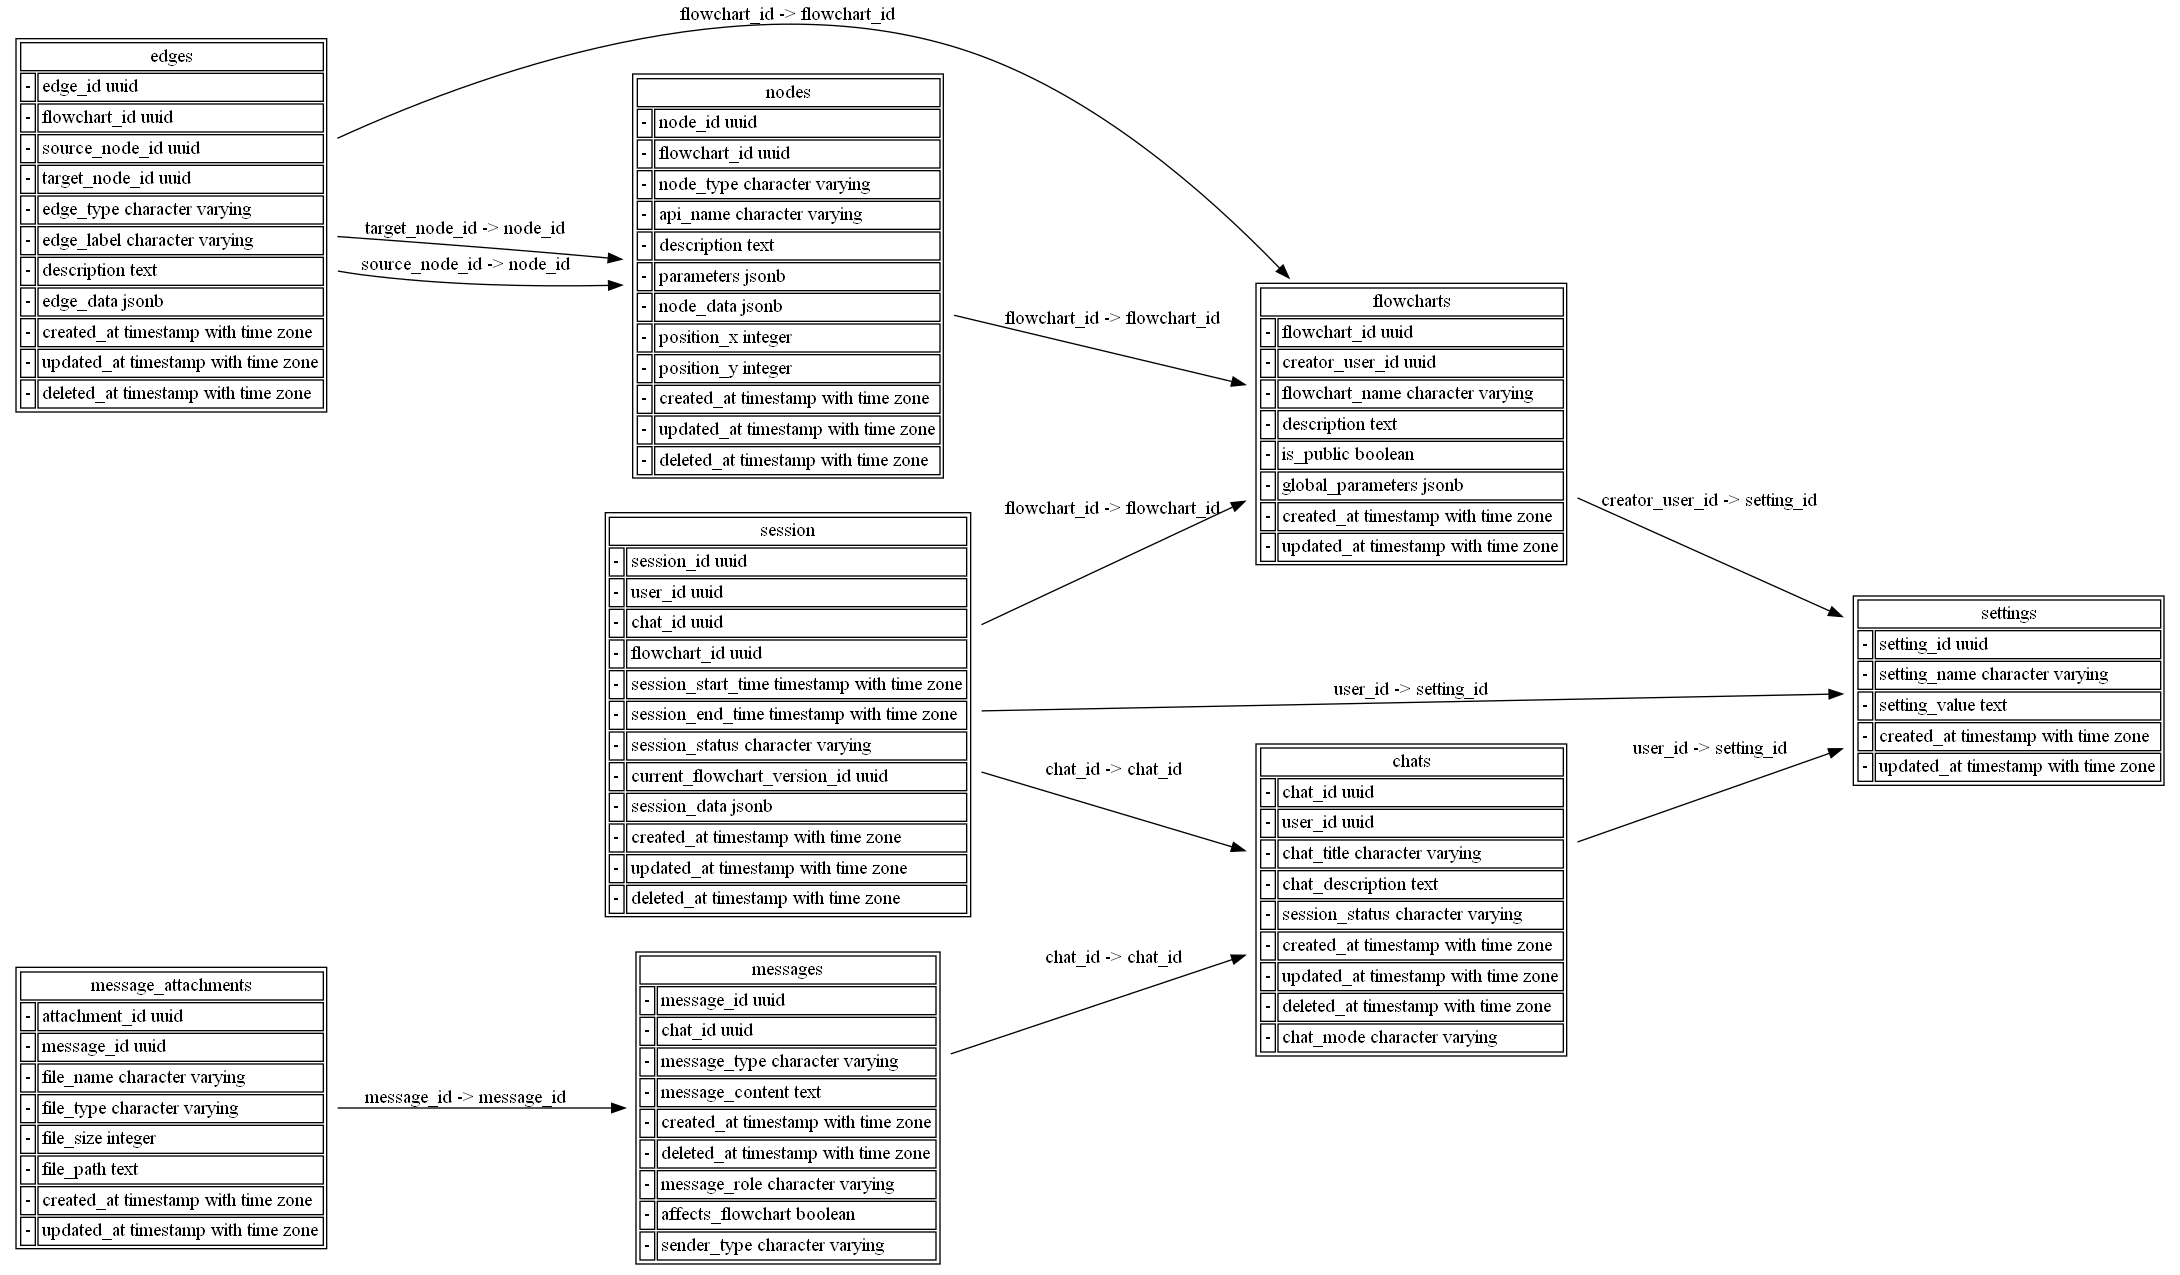 flowchart_id -> flowchart_id
edges
- edge_id uuid
- flowchart_id uuid
- source_node_id uuid
- target_node_id uuid
- edge_type character varying
- edge_label character varying
- description text
- edge_data jsonb
- created_at timestamp with time zone
- updated_at timestamp with time zone
- deleted_at timestamp with time zone
target_node_id -> node_id
source_node_id -> node_id
nodes
- node_id uuid
- flowchart_id uuid
- node_type character varying
- api_name character varying
- description text
- parameters jsonb
- node_data jsonb
- position_x integer
- position_y integer
- created_at timestamp with time zone
- updated_at timestamp with time zone
- deleted_at timestamp with time zone
flowchart_id -> flowchart_id
flowcharts
- flowchart_id uuid
- creator_user_id uuid
- flowchart_name character varying
- description text
- is_public boolean
- global_parameters jsonb
- created_at timestamp with time zone
- updated_at timestamp with time zone
creator_user_id -> setting_id
session
- session_id uuid
- user_id uuid
- chat_id uuid
- flowchart_id uuid
- session_start_time timestamp with time zone
- session_end_time timestamp with time zone
- session_status character varying
- current_flowchart_version_id uuid
- session_data jsonb
- created_at timestamp with time zone
- updated_at timestamp with time zone
- deleted_at timestamp with time zone
flowchart_id -> flowchart_id
user_id -> setting_id
chat_id -> chat_id
settings
- setting_id uuid
- setting_name character varying
- setting_value text
- created_at timestamp with time zone
- updated_at timestamp with time zone
chats
- chat_id uuid
- user_id uuid
- chat_title character varying
- chat_description text
- session_status character varying
- created_at timestamp with time zone
- updated_at timestamp with time zone
- deleted_at timestamp with time zone
- chat_mode character varying
user_id -> setting_id
message_attachments
- attachment_id uuid
- message_id uuid
- file_name character varying
- file_type character varying
- file_size integer
- file_path text
- created_at timestamp with time zone
- updated_at timestamp with time zone
message_id -> message_id
messages
- message_id uuid
- chat_id uuid
- message_type character varying
- message_content text
- created_at timestamp with time zone
- deleted_at timestamp with time zone
- message_role character varying
- affects_flowchart boolean
- sender_type character varying
chat_id -> chat_id